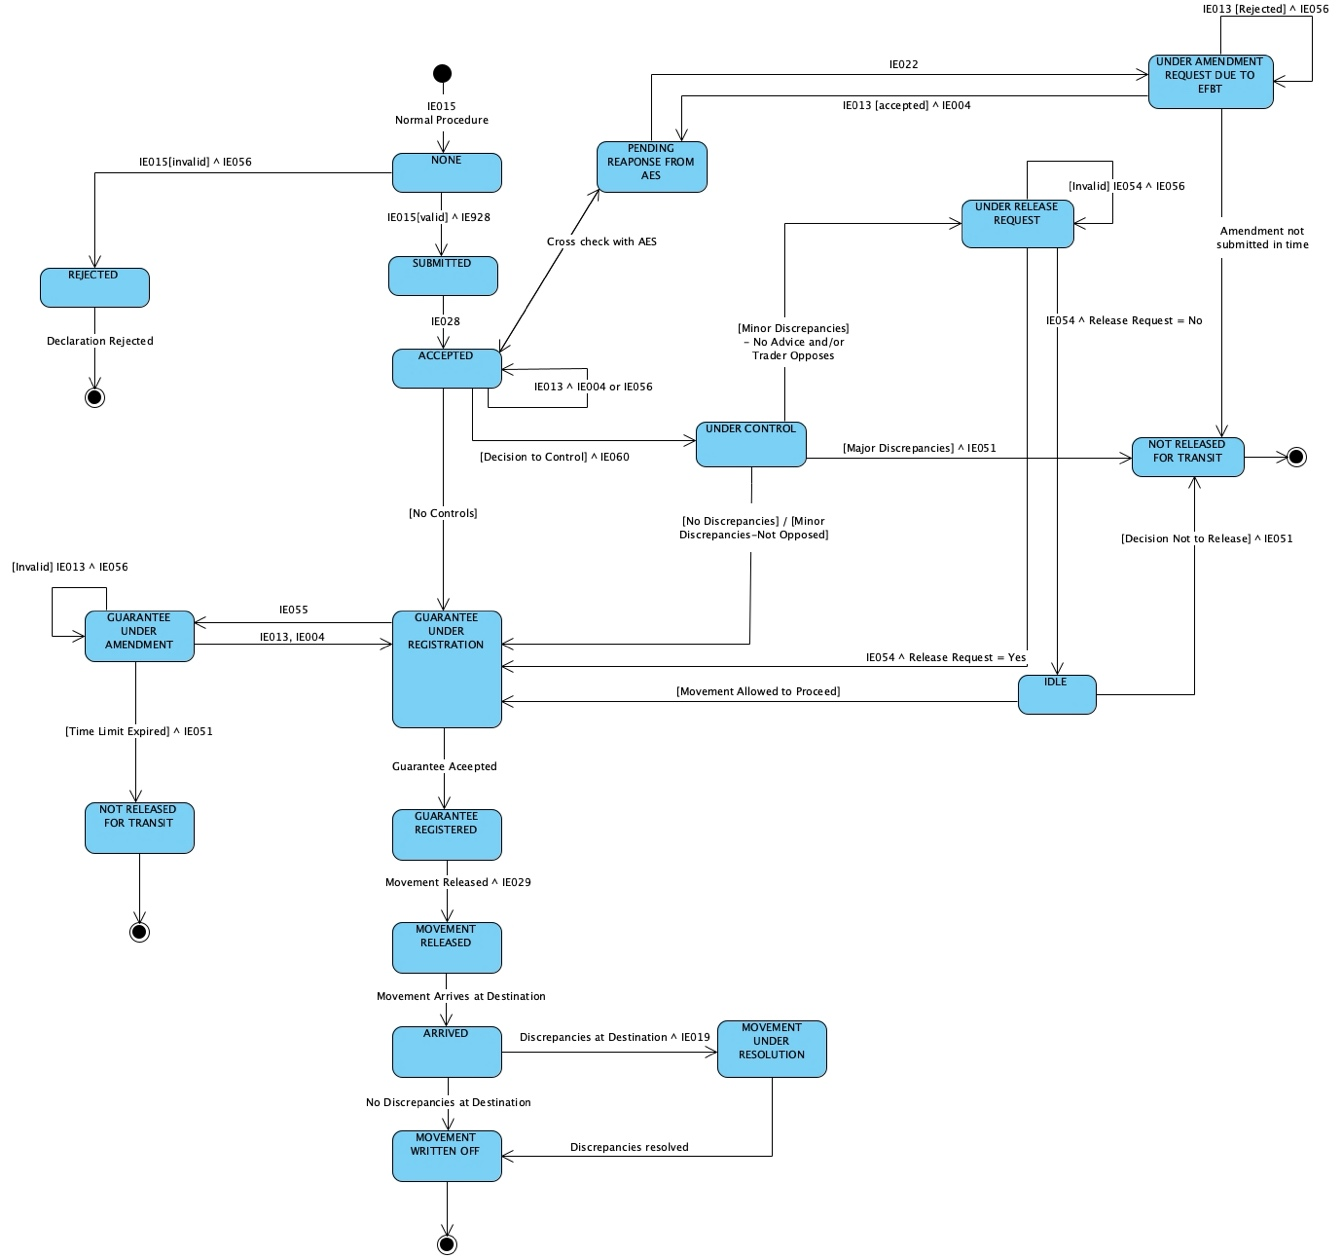 IE013 [Rejected] ^ IE056
UNDER AMENDMENT
REQUEST DUE TO
EFBT
IE022
IE013 [accepted] ^ IE004
IE015
Normal Procedure
NONE
IE015[invalid] ^ IE056
PENDING
REAPONSE FROM
AES
[Invalid] IE054 ^ IE056
UNDER RELEASE
REQUEST
IE015[valid] ^ IE928
Cross check with AES
Amendment not
submitted in time
SUBMITTED
REJECTED
IE028
IE054 ^ Release Request = No
Declaration Rejected
[Minor Discrepancies]
– No Advice and/or
Trader Opposes
ACCEPTED
IE013 ^ IE004 or IE056
UNDER CONTROL
[Decision to Control] ^ IE060
[Major Discrepancies] ^ IE051
NOT RELEASED
FOR TRANSIT
[No Controls]
[No Discrepancies] / [Minor
Discrepancies-Not Opposed]
[Decision Not to Release] ^ IE051
[Invalid] IE013 ^ IE056
GUARANTEE
UNDER
AMENDMENT
IE055
IE013, IE004
GUARANTEE
UNDER
REGISTRATION
IE054 ^ Release Request = Yes
[Movement Allowed to Proceed]
IDLE
[Time Limit Expired] ^ IE051
Guarantee Aceepted
NOT RELEASED
FOR TRANSIT
GUARANTEE
REGISTERED
Movement Released ^ IE029
MOVEMENT
RELEASED
Movement Arrives at Destination
ARRIVED
Discrepancies at Destination ^ IE019
MOVEMENT
UNDER
RESOLUTION
No Discrepancies at Destination
MOVEMENT
WRITTEN OFF
Discrepancies resolved